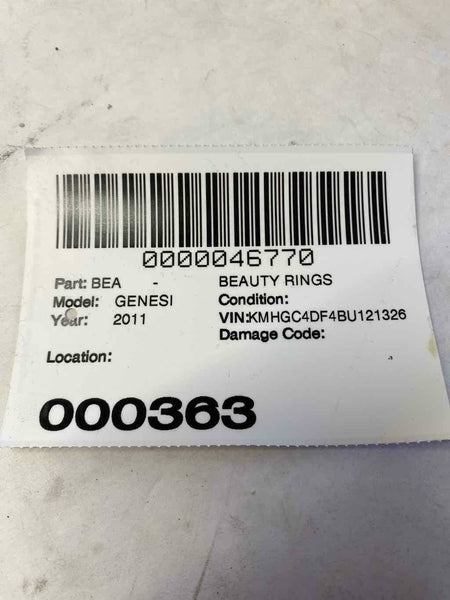 0000046770
Part: BEA - BEAUTY RINGS
Model: GENESI Condition:
Year: 2011 VIN:KMHGC4DF4BU121326
Damage Code:
Location:
000363